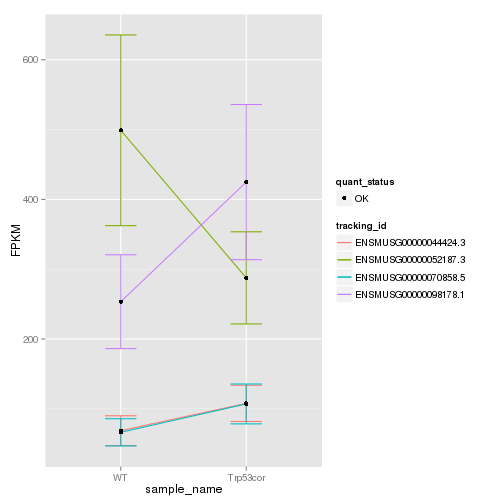 600
400
200
FPKM
WT
Trp53cor
sample_name
quant_status
OK
tracking_id
ENSMUSG00000044424.3
ENSMUSG00000052187.3
ENSMUSG00000070858.5
ENSMUSG00000098178.1